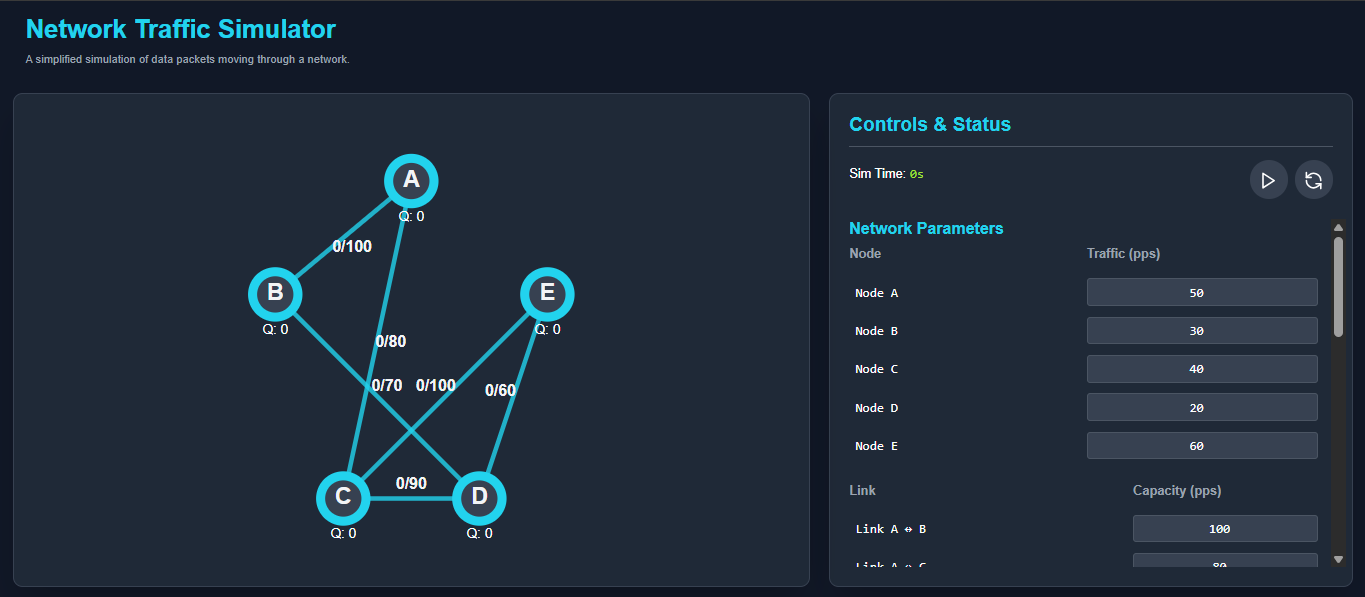 Network Traffic Simulator
A simplified simulation of data packets moving through a network.
A
Q: 0
0/100
B
Q: 0
E
Q: 0
0/80
0/70
0/100
0/60
0/90
C
Q: 0
D
Q: 0
Controls & Status
Sim Time: 0s
Network Parameters
Node Traffic (pps)
Node A 50
Node B 30
Node C 40
Node D 20
Node E 60
Link Capacity (pps)
Link A ↔ B 100
Link A ↔ C 80